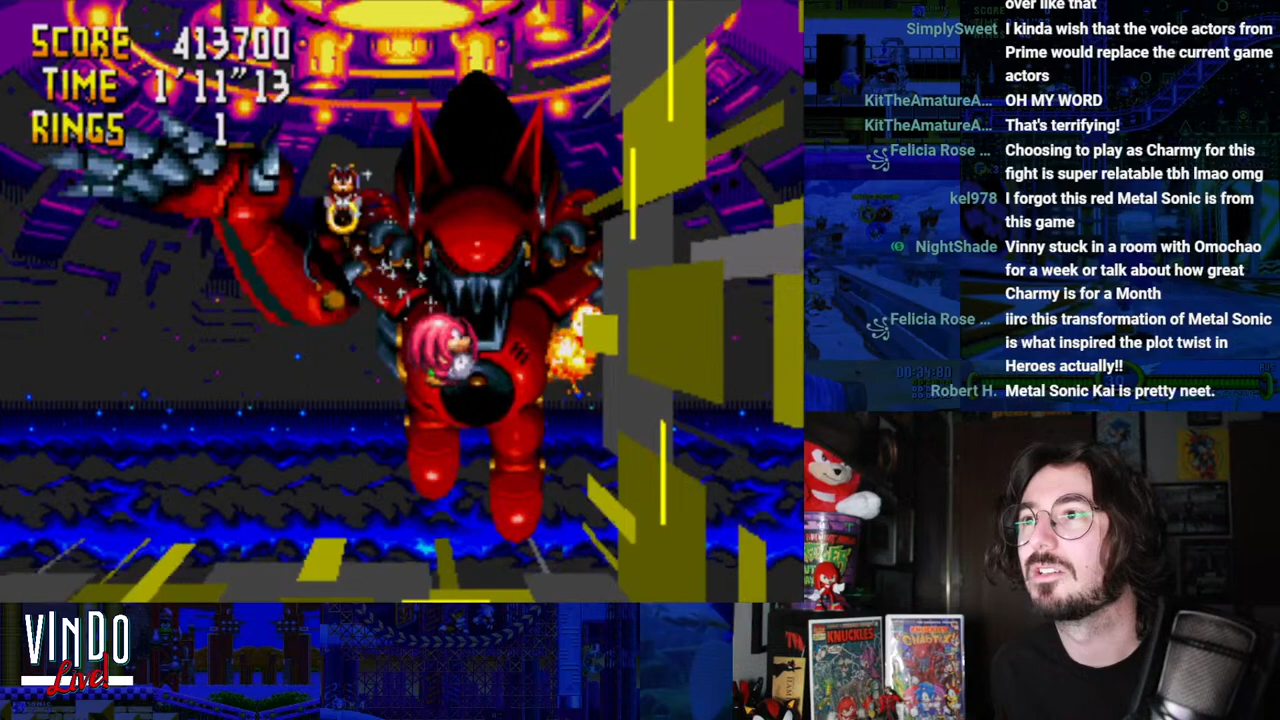 SCORE 413700
TIME 1'11"13
RINGS 1
over like that
SimplySweet I kinda wish that the voice actors from
Prime would replace the current game
actors
KitTheAmatureA... OH MY WORD
KitTheAmatureA... That's terrifying!
Felicia Rose ... Choosing to play as Charmy for this
fight is super relatable tbh lmao omg
kel978 I forgot this red Metal Sonic is from
this game
NightShade Vinny stuck in a room with Omochao
for a week or talk about how great
Charmy is for a Month
Felicia Rose ... iirc this transformation of Metal Sonic
is what inspired the plot twist in
Heroes actually!!
Robert H. Metal Sonic Kai is pretty neet.
00:34:80
VINDO
Live!
KNUCKLES
CHAOTIX!
TEAM